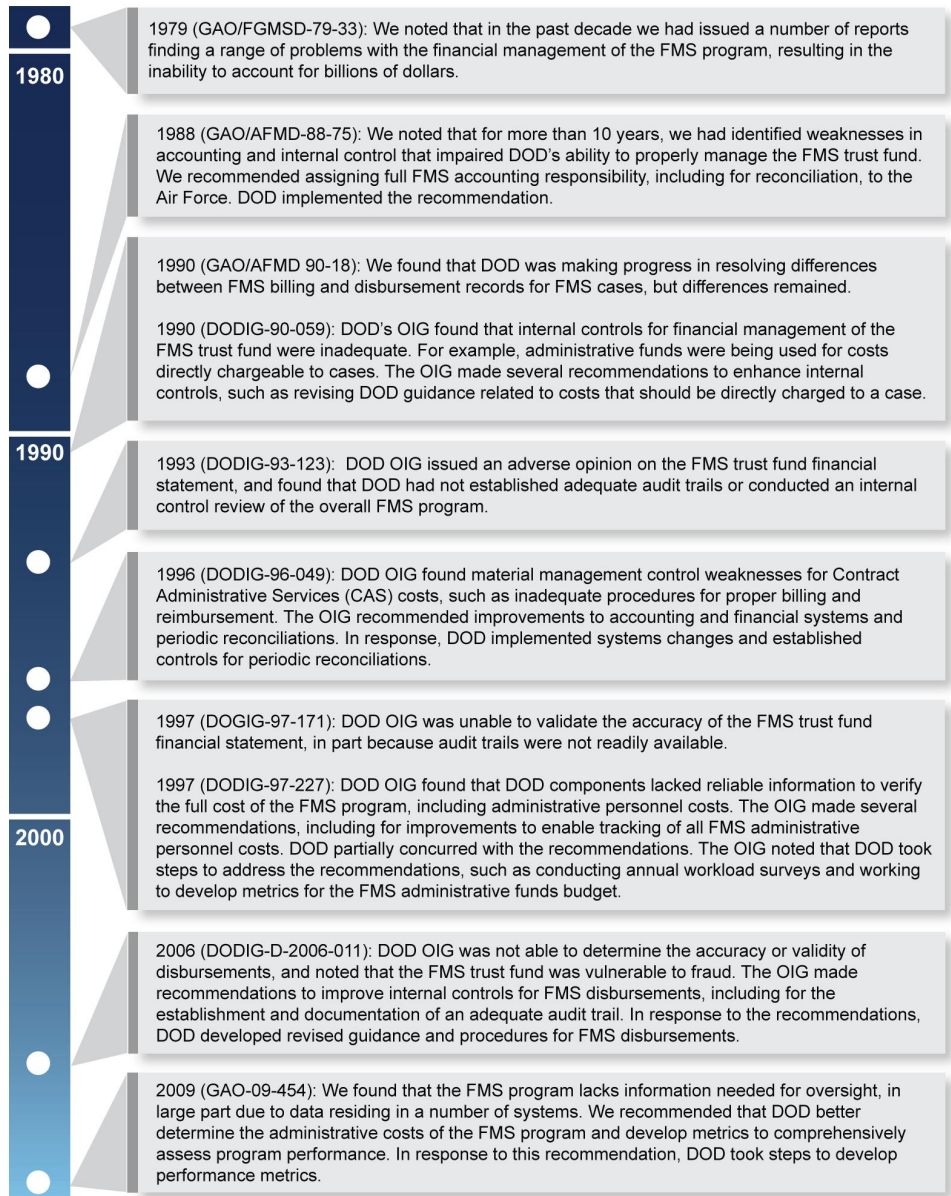 1979 (GAO/FGMSD-79-33): We noted that in the past decade we had issued a number of reports
finding a range of problems with the financial management of the FMS program, resulting in the
inability to account for billions of dollars.
1980
1988 (GAO/AFMD-88-75): We noted that for more than 10 years, we had identified weaknesses in
accounting and internal control that impaired DOD's ability to properly manage the FMS trust fund.
We recommended assigning full FMS accounting responsibility, including for reconciliation, to the
Air Force. DOD implemented the recommendation.
1990 (GAO/AFMD 90-18): We found that DOD was making progress in resolving differences
between FMS billing and disbursement records for FMS cases, but differences remained.
1990 (DODIG-90-059): DOD's OIG found that internal controls for financial management of the
FMS trust fund were inadequate. For example, administrative funds were being used for costs
directly chargeable to cases. The OIG made several recommendations to enhance internal
controls, such as revising DOD guidance related to costs that should be directly charged to a case.
1990
1993 (DODIG-93-123): DOD OIG issued an adverse opinion on the FMS trust fund financial
statement, and found that DOD had not established adequate audit trails or conducted an internal
control review of the overall FMS program.
1996 (DODIG-96-049): DOD OIG found material management control weaknesses for Contract
Administrative Services (CAS) costs, such as inadequate procedures for proper billing and
reimbursement. The OIG recommended improvements to accounting and financial systems and
periodic reconciliations. In response, DOD implemented systems changes and established
controls for periodic reconciliations.
1997 (DOGIG-97-171): DOD OIG was unable to validate the accuracy of the FMS trust fund
financial statement, in part because audit trails were not readily available.
1997 (DODIG-97-227): DOD OIG found that DOD components lacked reliable information to verify
the full cost of the FMS program, including administrative personnel costs. The OIG made several
recommendations, including for improvements to enable tracking of all FMS administrative
personnel costs. DOD partially concurred with the recommendations. The OIG noted that DOD took
steps to address the recommendations, such as conducting annual workload surveys and working
to develop metrics for the FMS administrative funds budget.
2000
2006 (DODIG-D-2006-011): DOD OIG was not able to determine the accuracy or validity of
disbursements, and noted that the FMS trust fund was vulnerable to fraud. The OIG made
recommendations to improve internal controls for FMS disbursements, including for the
establishment and documentation of an adequate audit trail. In response to the recommendations,
DOD developed revised guidance and procedures for FMS disbursements.
2009 (GAO-09-454): We found that the FMS program lacks information needed for oversight, in
large part due to data residing in a number of systems. We recommended that DOD better
determine the administrative costs of the FMS program and develop metrics to comprehensively
assess program performance. In response to this recommendation, DOD took steps to develop
performance metrics.